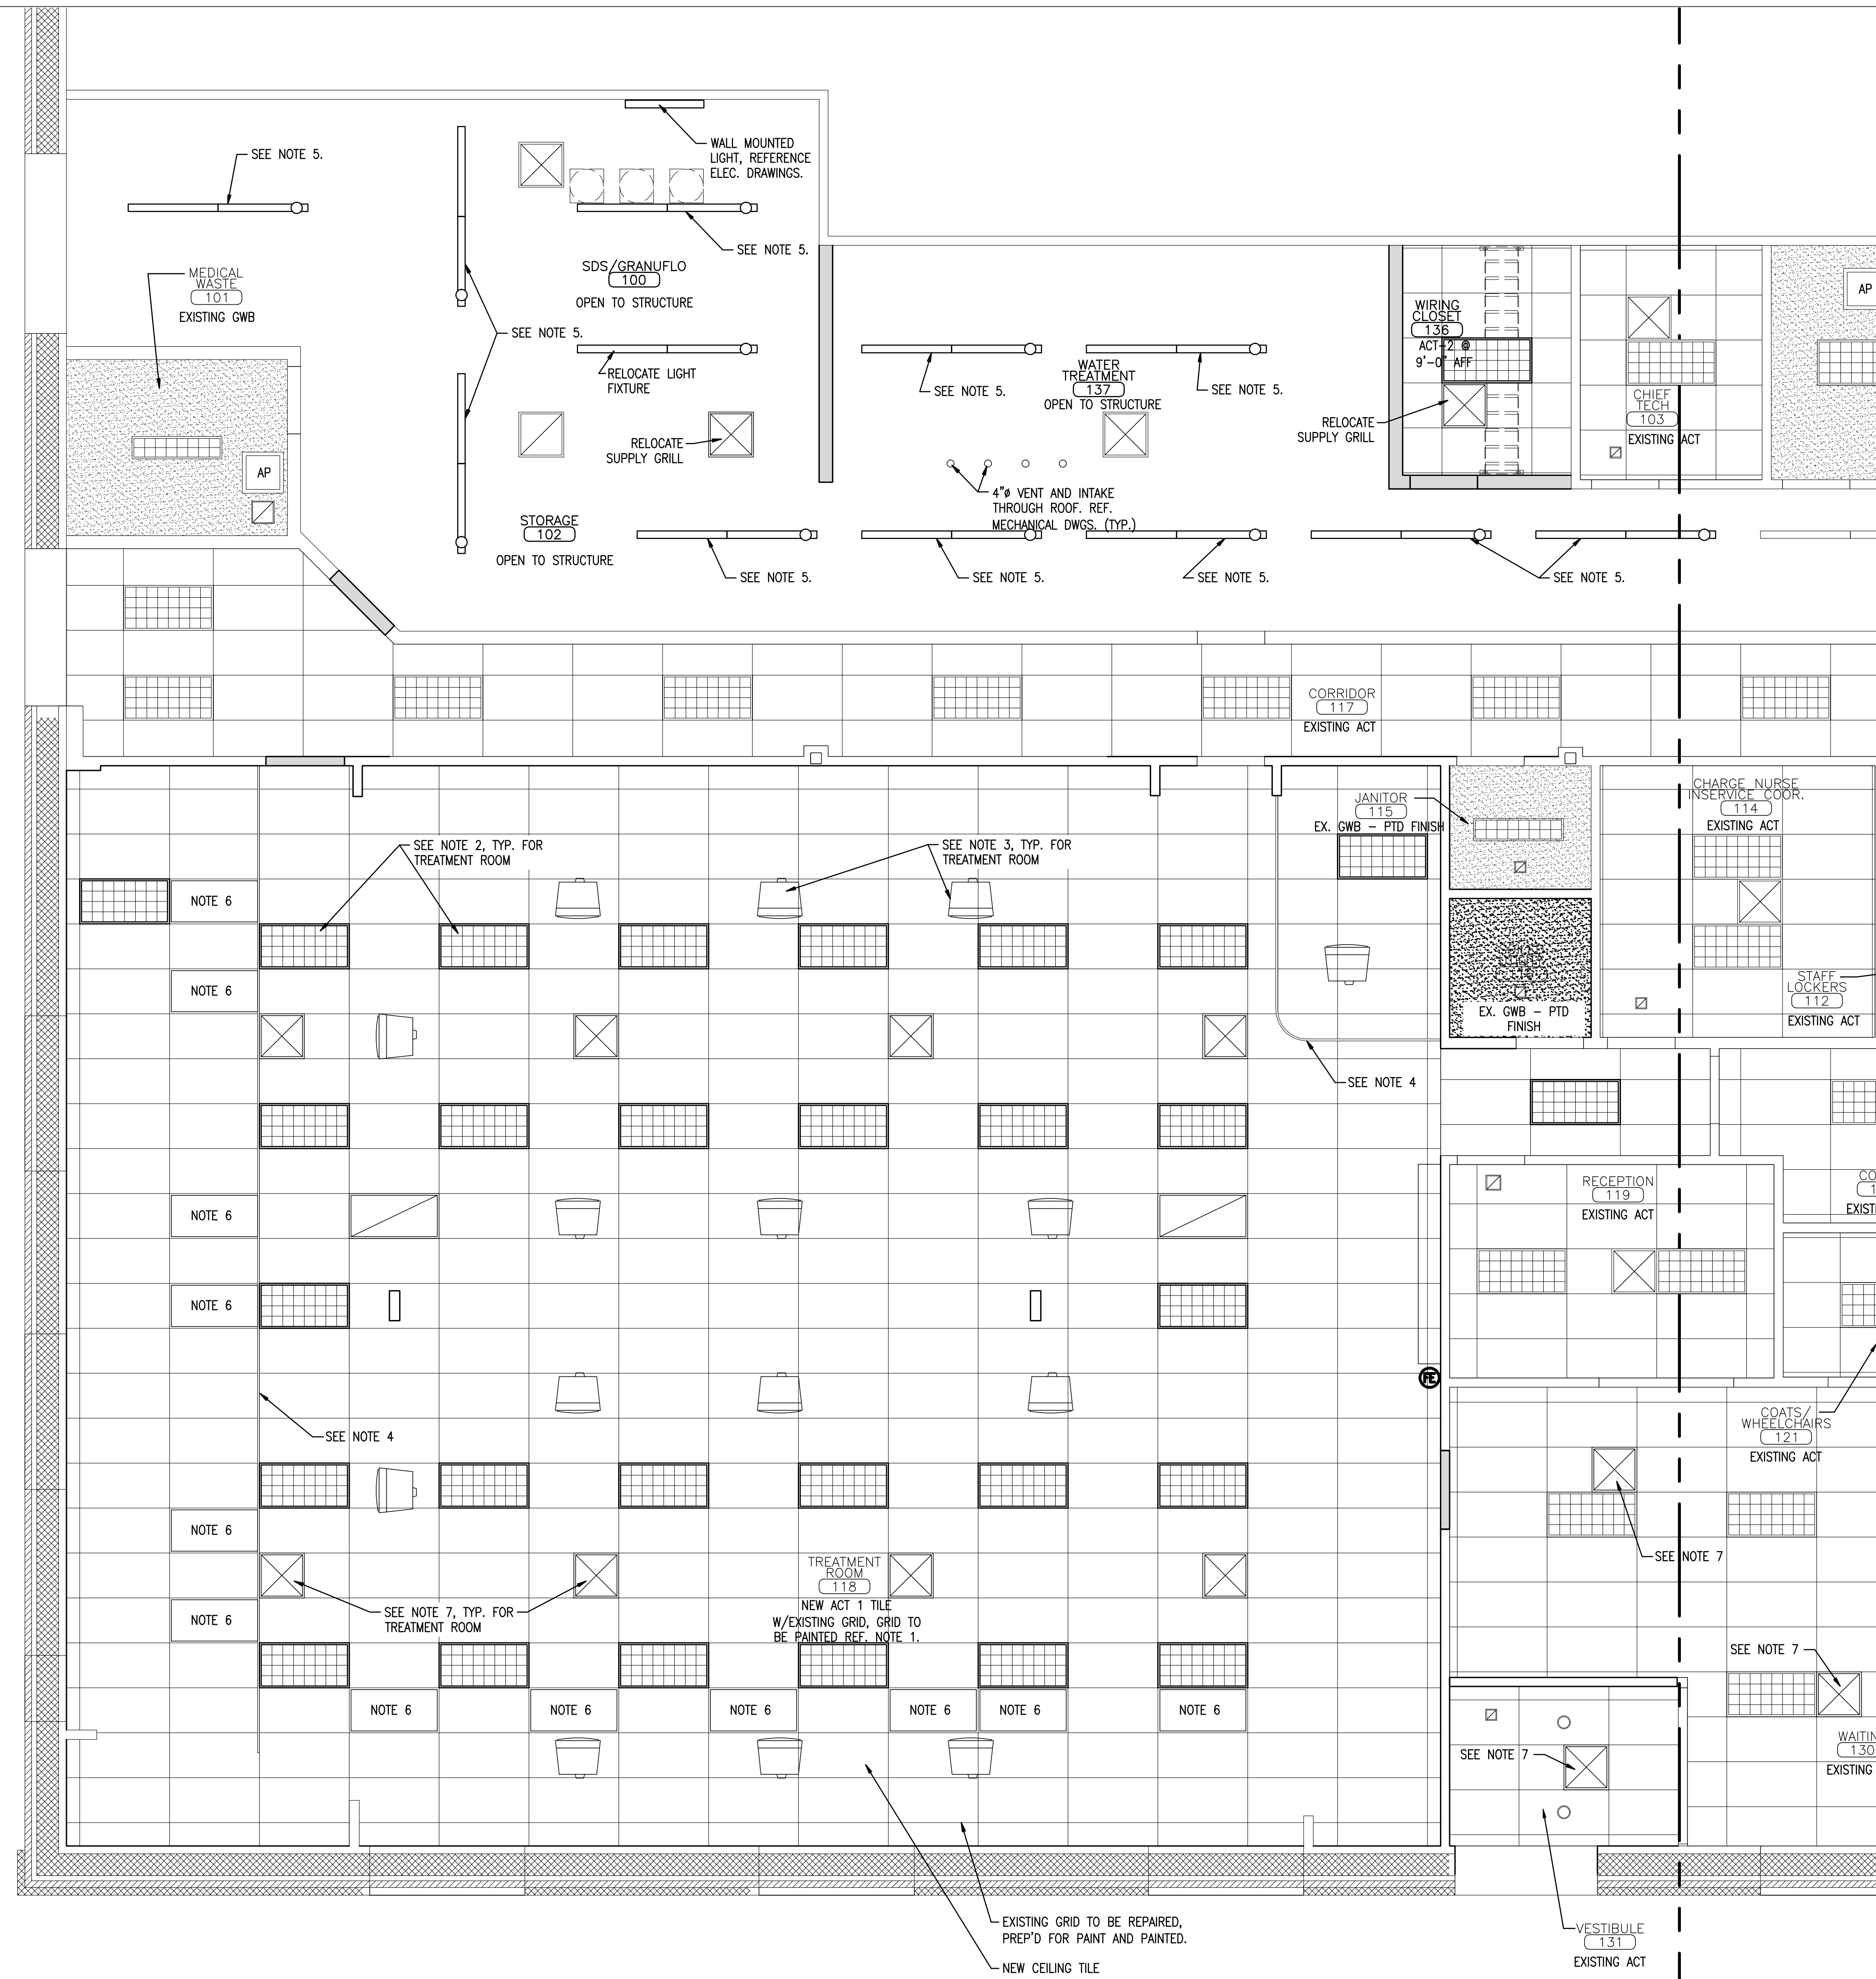 WALL MOUNTED
LIGHT, REFERENCE
ELEC. DRAWINGS.
SEE NOTE 5.
SEE NOTE 5.
MEDICAL
WASTE
101
EXISTING GWB
SDS/GRANUFLO
100
OPEN TO STRUCTURE
AP
SEE NOTE 5.
WIRING
CLOSET
136
ACT-2 @
9'-0" AFF
RELOCATE LIGHT
FIXTURE
WATER
TREATMENT
137
OPEN TO STRUCTURE
SEE NOTE 5.
SEE NOTE 5.
CHIEF
TECH
103
EXISTING ACT
RELOCATE
SUPPLY GRILL
RELOCATE
SUPPLY GRILL
AP
4"ø VENT AND INTAKE
THROUGH ROOF. REF.
MECHANICAL DWGS. (TYP.)
STORAGE
102
OPEN TO STRUCTURE
SEE NOTE 5.
SEE NOTE 5.
SEE NOTE 5.
SEE NOTE 5.
CORRIDOR
117
EXISTING ACT
JANITOR
115
EX. GWB - PTD FINISH
CHARGE NURSE
INSERVICE COOR.
114
EXISTING ACT
SEE NOTE 2, TYP. FOR
TREATMENT ROOM
SEE NOTE 3, TYP. FOR
TREATMENT ROOM
NOTE 6
NOTE 6
STAFF
LOCKERS
112
EXISTING ACT
EX. GWB - PTD
FINISH
SEE NOTE 4
RECEPTION
119
EXISTING ACT
CO
1
EXIST
NOTE 6
NOTE 6
FE
SEE NOTE 4
COATS/
WHEELCHAIRS
121
EXISTING ACT
NOTE 6
SEE NOTE 7
TREATMENT
ROOM
118
NEW ACT 1 TILE
W/EXISTING GRID, GRID TO
BE PAINTED REF. NOTE 1.
SEE NOTE 7, TYP. FOR
TREATMENT ROOM
NOTE 6
SEE NOTE 7
NOTE 6
NOTE 6
NOTE 6
NOTE 6
NOTE 6
NOTE 6
SEE NOTE 7
WAITIN
130
EXISTING
EXISTING GRID TO BE REPAIRED,
PREP'D FOR PAINT AND PAINTED.
NEW CEILING TILE
VESTIBULE
131
EXISTING ACT